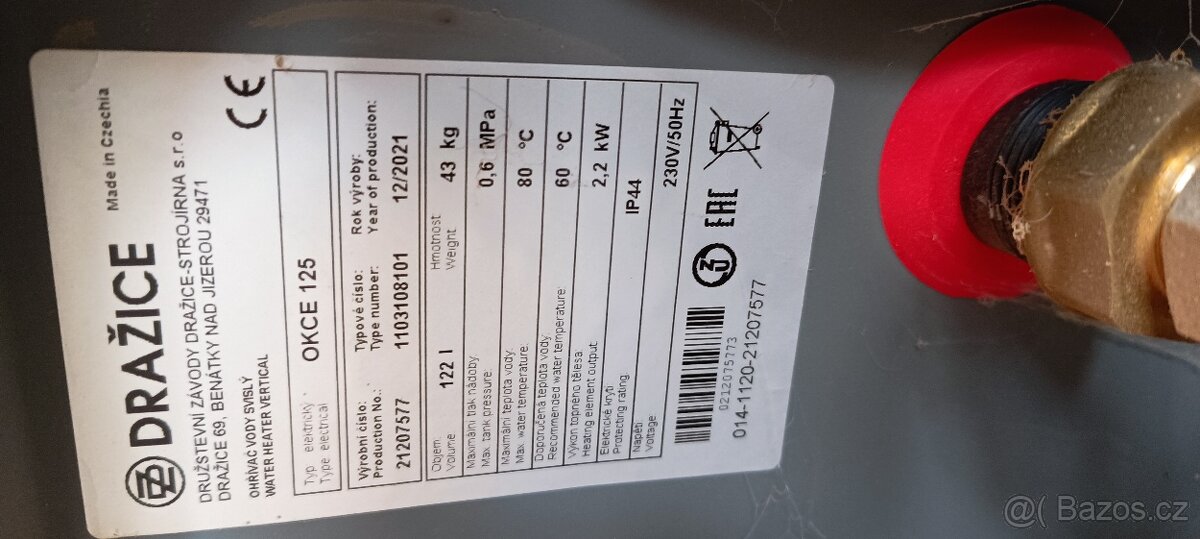 DRAŽICE
Made in Czechia
DRUŽSTEVNÍ ZÁVODY DRAŽICE-STROJÍRNA s.r.o
DRAŽICE 69, BENÁTKY NAD JIZEROU 29471
CE
OHŘÍVAČ VODY SVISLÝ
WATER HEATER VERTICAL
Typ elektrický
Type electrical
OKCE 125
Výrobní číslo:
Production No.:
21207577
Typové číslo:
Type number:
1103108101
Rok výroby:
Year of production:
12/2021
Objem
Volume
122 l
Hmotnost
Weight
43 kg
Maximální tlak nádoby
Max. tank pressure:
0,6 MPa
Maximální teplota vody:
Max. water temperature:
80 °C
Doporučená teplota vody
Recommended water temperature:
60 °C
Výkon topného tělesa:
Heating element output:
2,2 kW
Elektrické krytí
Protecting rating:
IP44
Napětí
Voltage:
230V/50Hz
0212075773
014-1120-21207577
EAC
@( Bazos.cz